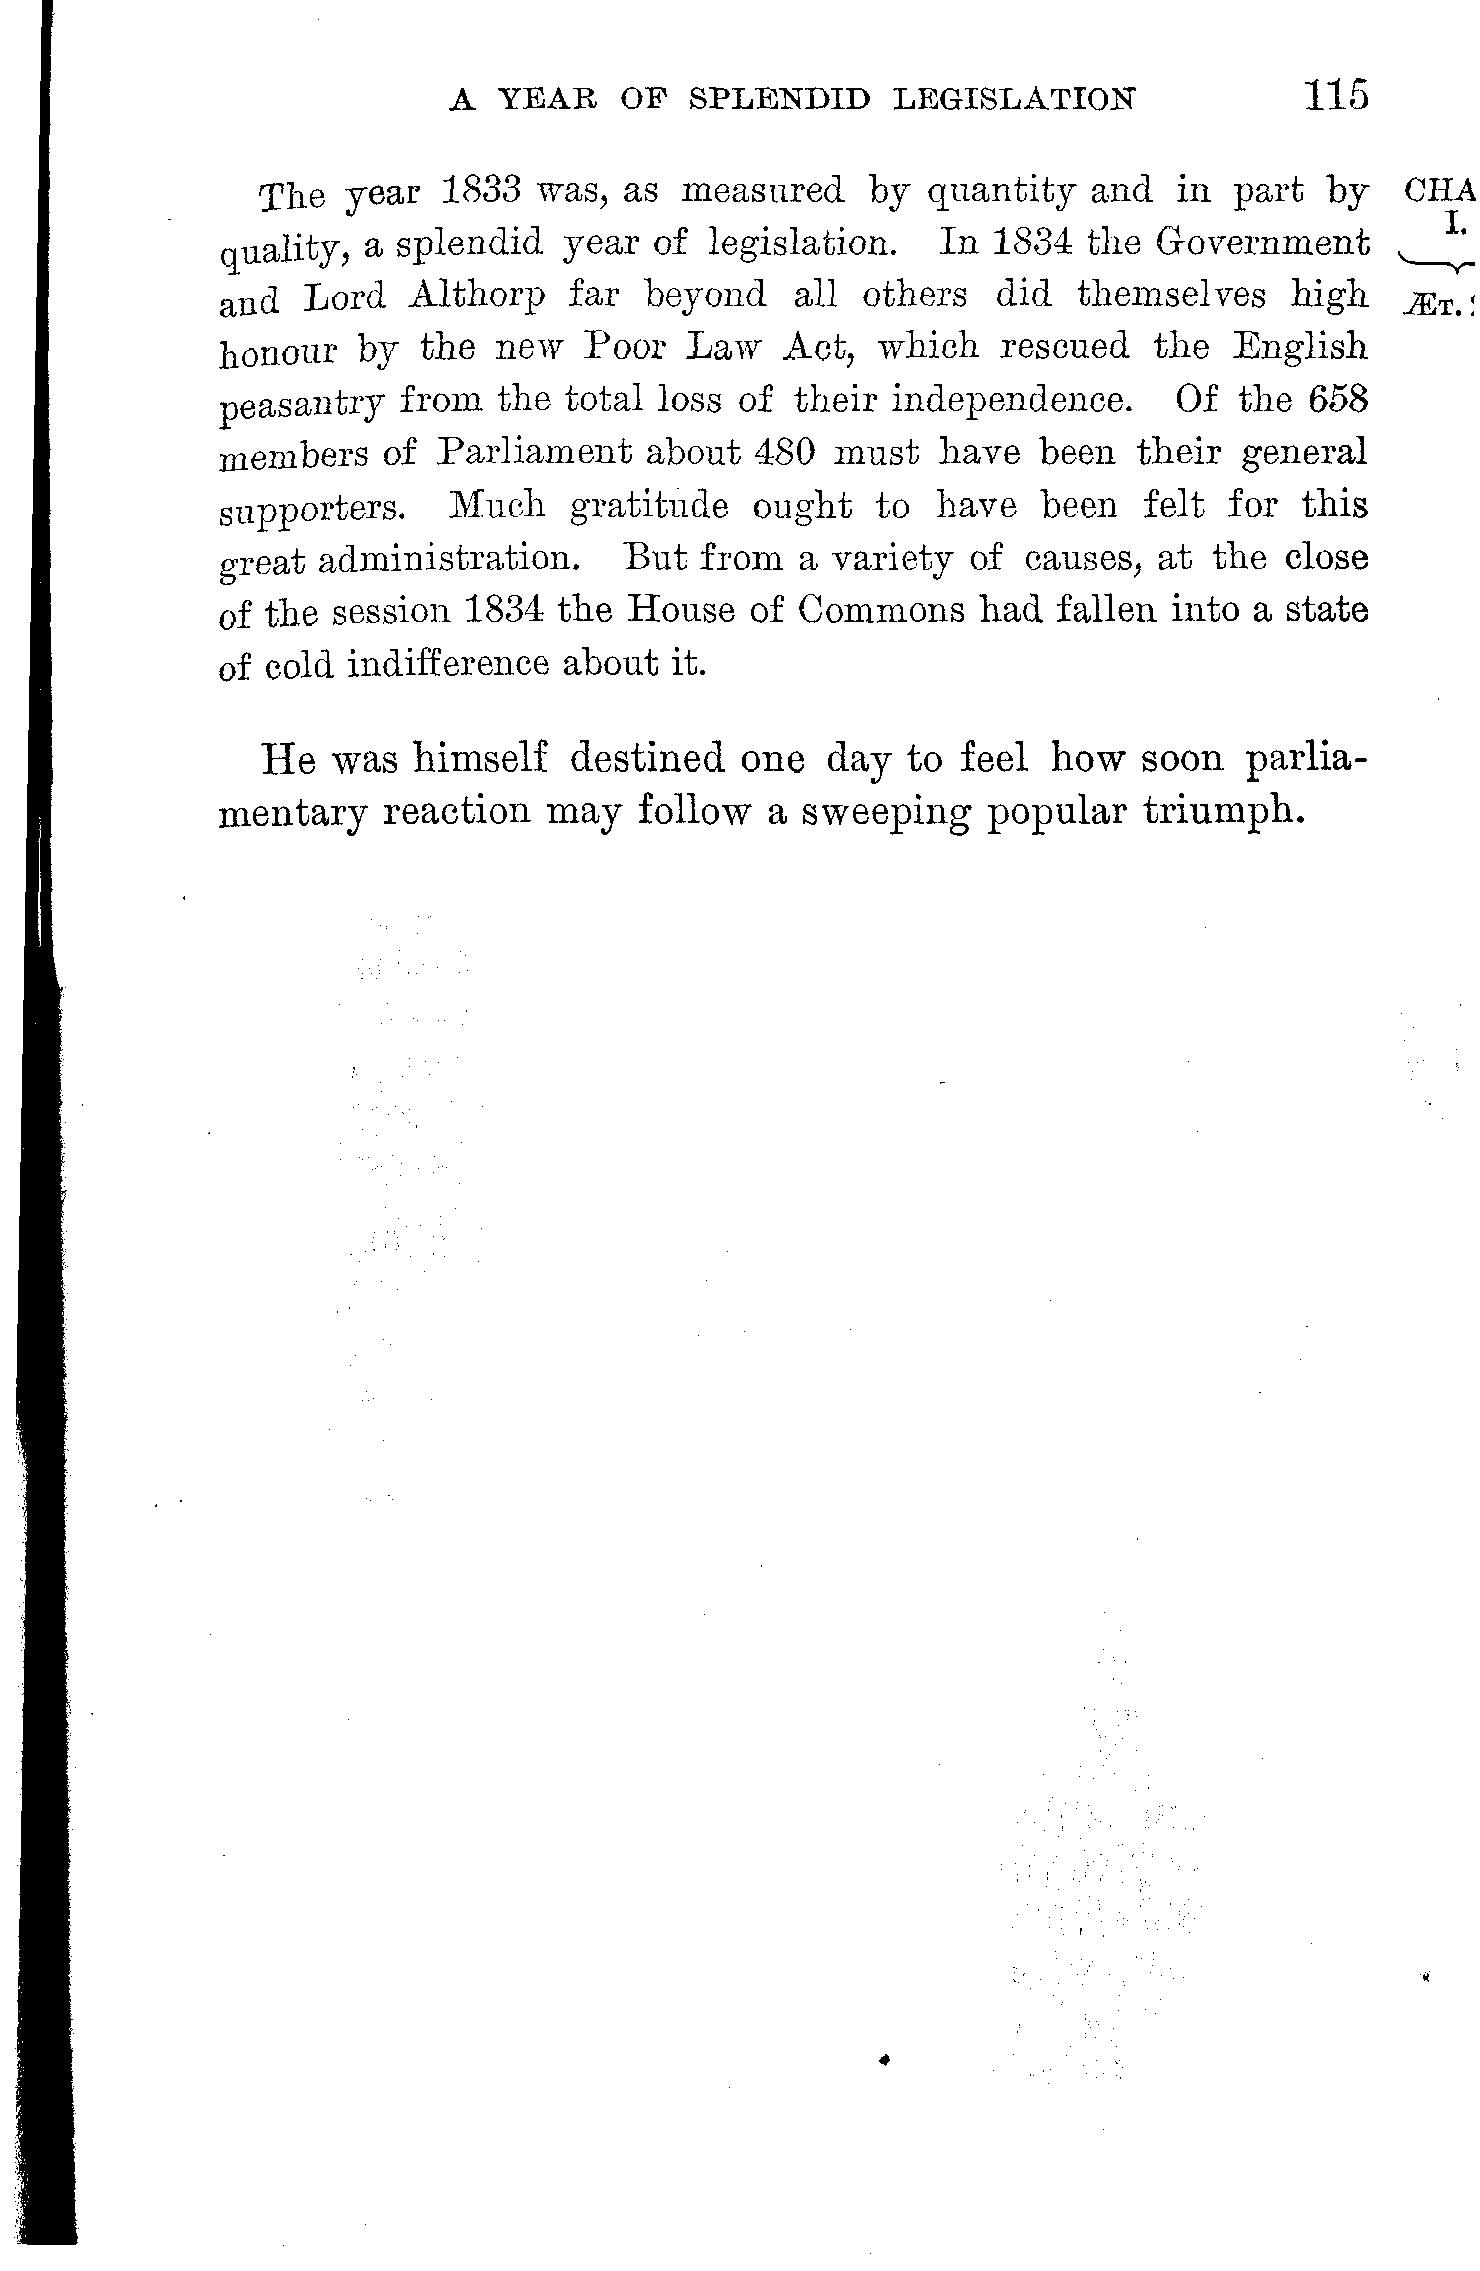 A YEAR OF SPLENDID LEGISLATION 115
The year 1833 was, as measured by quantity and in part by
quality, a splendid year of legislation. In 1834 the Government
and Lord Althorp far beyond all others did themselves high
honour by the new Poor Law Act, which rescued the English
peasantry from the total loss of their independence. Of the 658
members of Parliament about 480 must have been their general
supporters. Much gratitude ought to have been felt for this
great administration. But from a variety of causes, at the close
of the session 1834 the House of Commons had fallen into a state
of cold indifference about it.
He was himself destined one day to feel how soon parlia-
mentary reaction may follow a sweeping popular triumph.
CHA
I.
ÆT.